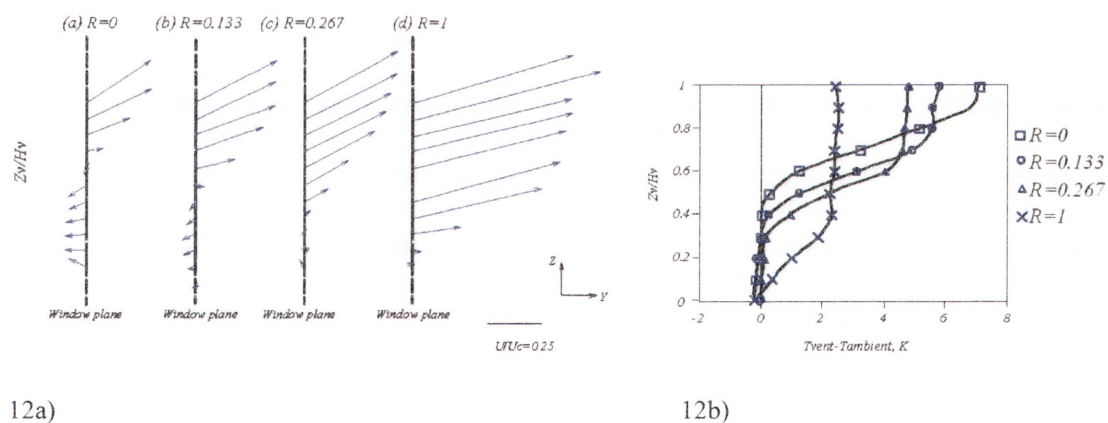 (a) R=0
(b) R=0.133
(c) R=0.267
(d) R=1
Zv/Hv
Window plane
Window plane
Window plane
Window plane
Z
Y
U/Uc=0.25
12a)
Zv/Hv
1
0.8
0.6
0.4
0.2
0
-2
0
2
4
6
8
Tvent-Tambient, K
R=0
R=0.133
R=0.267
R=1
12b)